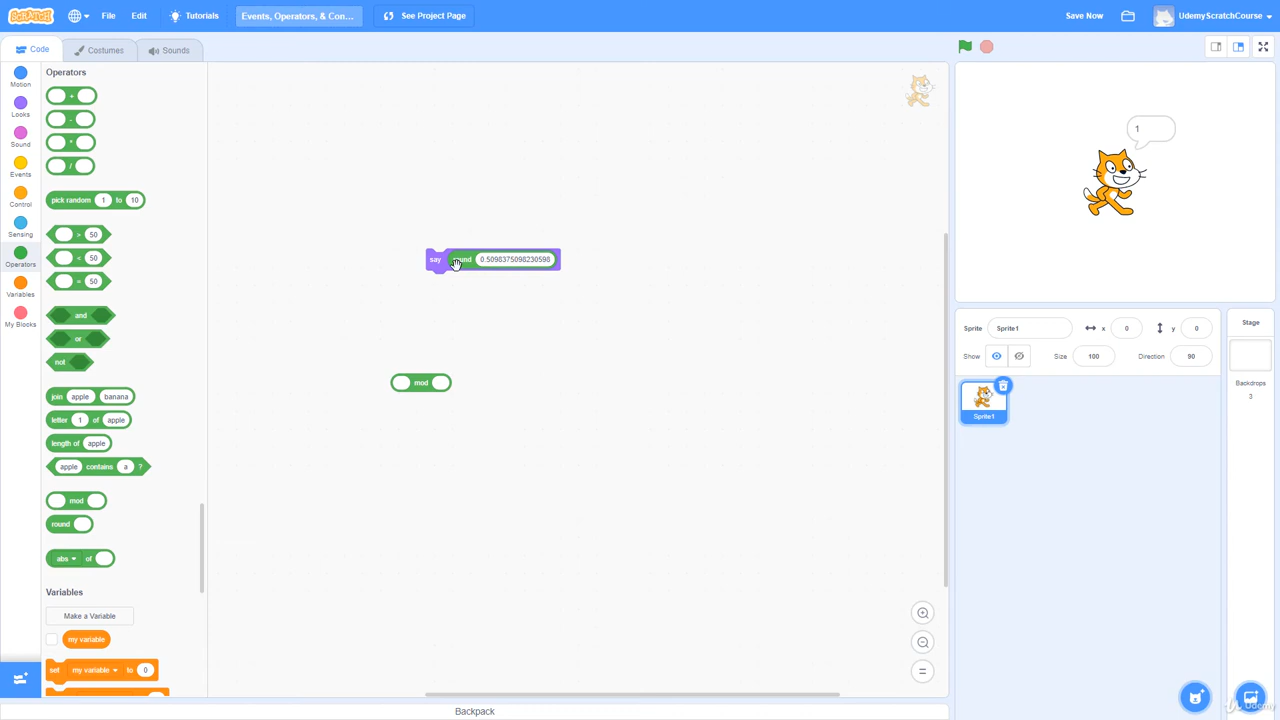 SCRATCH
File
Edit
Tutorials
Events, Operators, & Con...
See Project Page
Save Now
UdemyScratchCourse
Code
Costumes
Sounds
Motion
Looks
Sound
Events
Control
Sensing
Operators
Variables
My Blocks
Operators
+
-
*
/
pick random 1 to 10
> 50
< 50
= 50
and
or
not
join apple banana
letter 1 of apple
length of apple
apple contains a ?
mod
round
abs of
Variables
Make a Variable
my variable
set my variable to 0
say round 0.5098375098230598
mod
Backpack
1
Sprite Sprite1 x 0 y 0
Show Size 100 Direction 90
Sprite1
Stage
Backdrops
3
Udemy